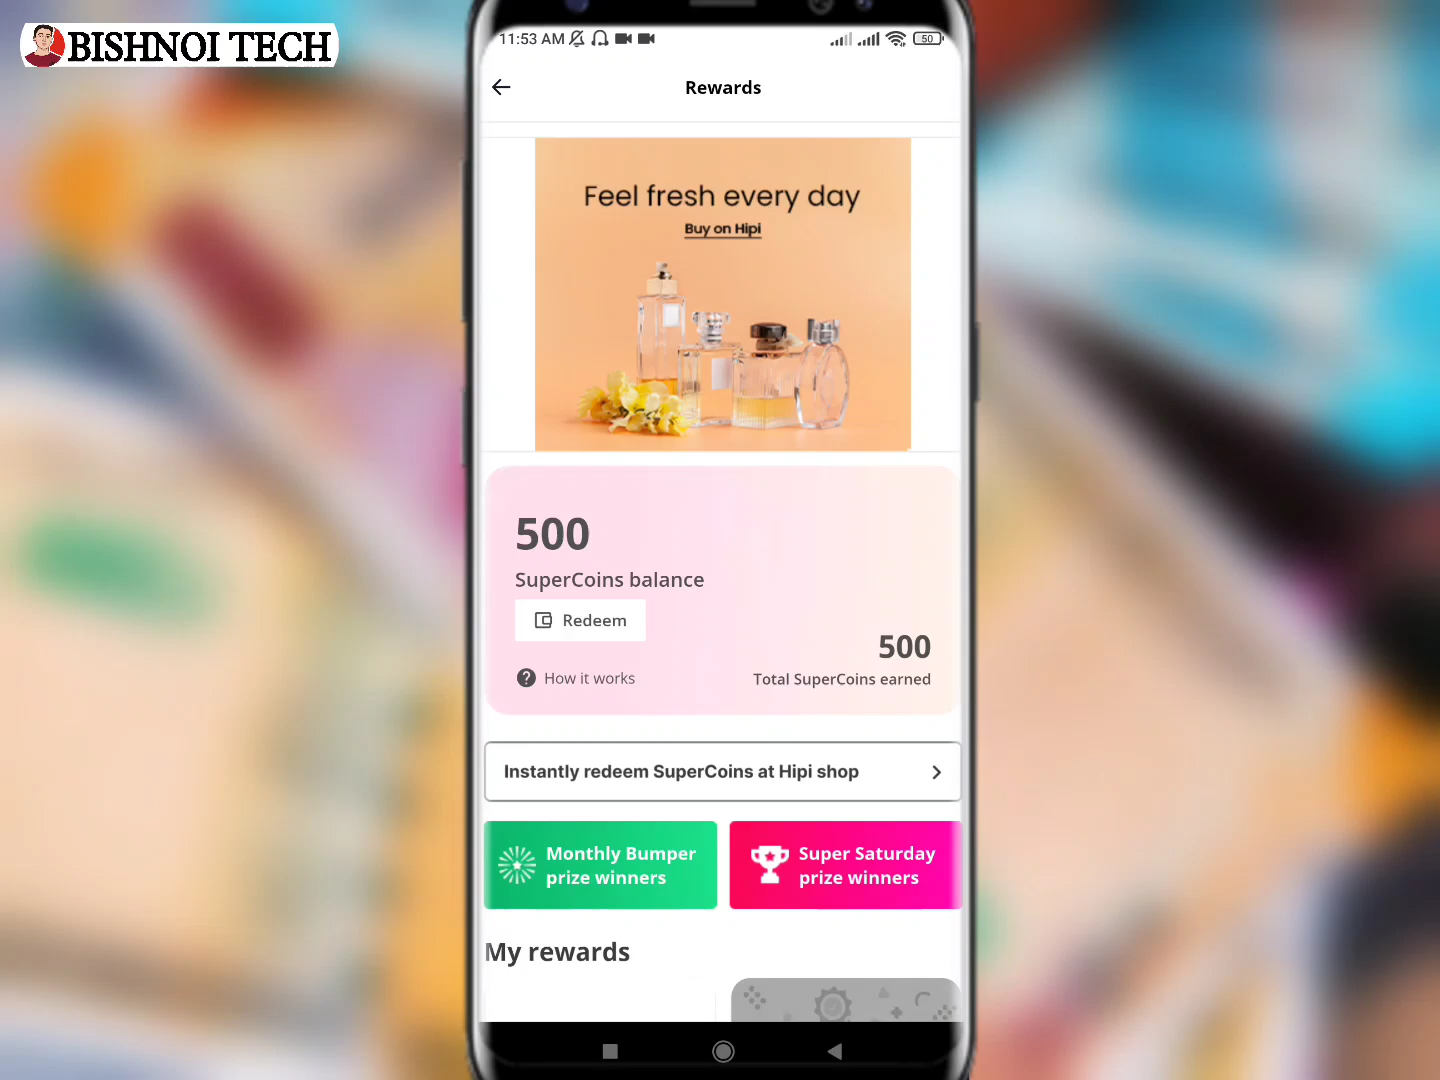 BISHNOI TECH
11:53 AM
50
Rewards
Feel fresh every day
Buy on Hipi
500
SuperCoins balance
Redeem
500
How it works
Total SuperCoins earned
Instantly redeem SuperCoins at Hipi shop
Monthly Bumper
prize winners
Super Saturday
prize winners
My rewards